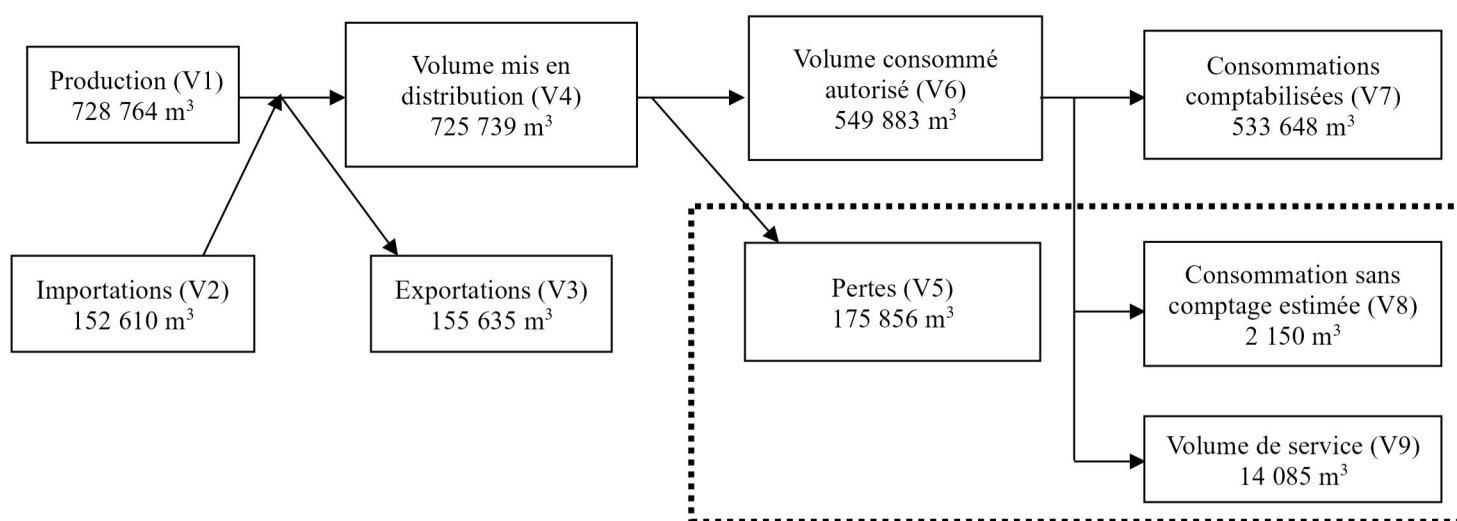 Production (V1)
728 764 m³
Volume mis en
distribution (V4)
725 739 m³
Volume consommé
autorisé (V6)
549 883 m³
Consommations
comptabilisées (V7)
533 648 m³
Importations (V2)
152 610 m³
Exportations (V3)
155 635 m³
Pertes (V5)
175 856 m³
Consommation sans
comptage estimée (V8)
2 150 m³
Volume de service (V9)
14 085 m³